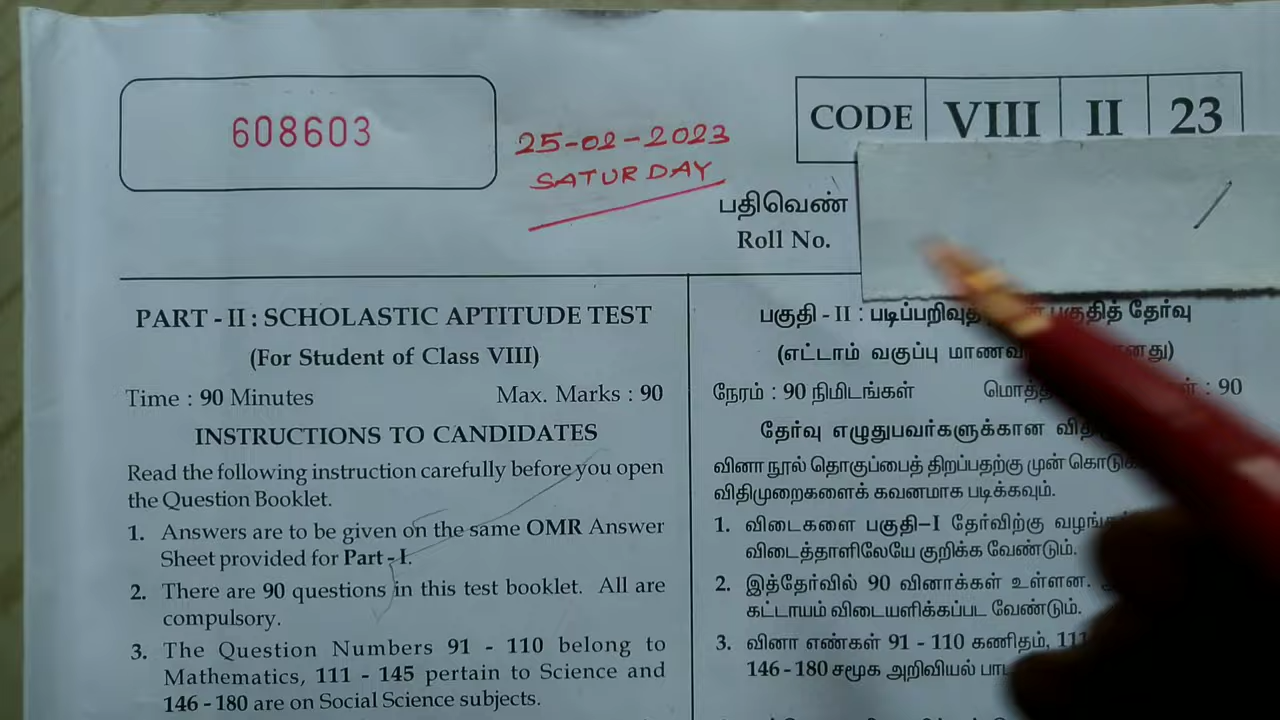 608603
25-02-2023
SATURDAY
CODE VIII II 23
பதிவெண்
Roll No.
PART - II : SCHOLASTIC APTITUDE TEST
(For Student of Class VIII)
Time : 90 Minutes Max. Marks : 90
INSTRUCTIONS TO CANDIDATES
Read the following instruction carefully before you open
the Question Booklet.
1. Answers are to be given on the same OMR Answer
Sheet provided for Part - I.
2. There are 90 questions in this test booklet. All are
compulsory.
3. The Question Numbers 91 - 110 belong to
Mathematics, 111 - 145 pertain to Science and
146 - 180 are on Social Science subjects.
பகுதி - II : பகுதித் தேர்வு
(எட்டாம் வகுப்பு
நேரம் : 90 நிமிடங்கள் : 90
தேர்வு எழுதுபவர்களுக்கான
வினா நூல் தொகுப்பைத் திறப்பதற்கு முன்
விதிமுறைகளைக் கவனமாக படிக்கவும்.
1. விடைகளை பகுதி–I தேர்விற்கு
விடைத்தாளிலேயே குறிக்க வேண்டும்.
2. இத்தேர்வில் 90 வினாக்கள் உள்ளன.
கட்டாயம் விடையளிக்கப்பட வேண்டும்.
3. வினா எண்கள் 91 - 110 கணிதம்,
146 - 180 சமூக அறிவியல்